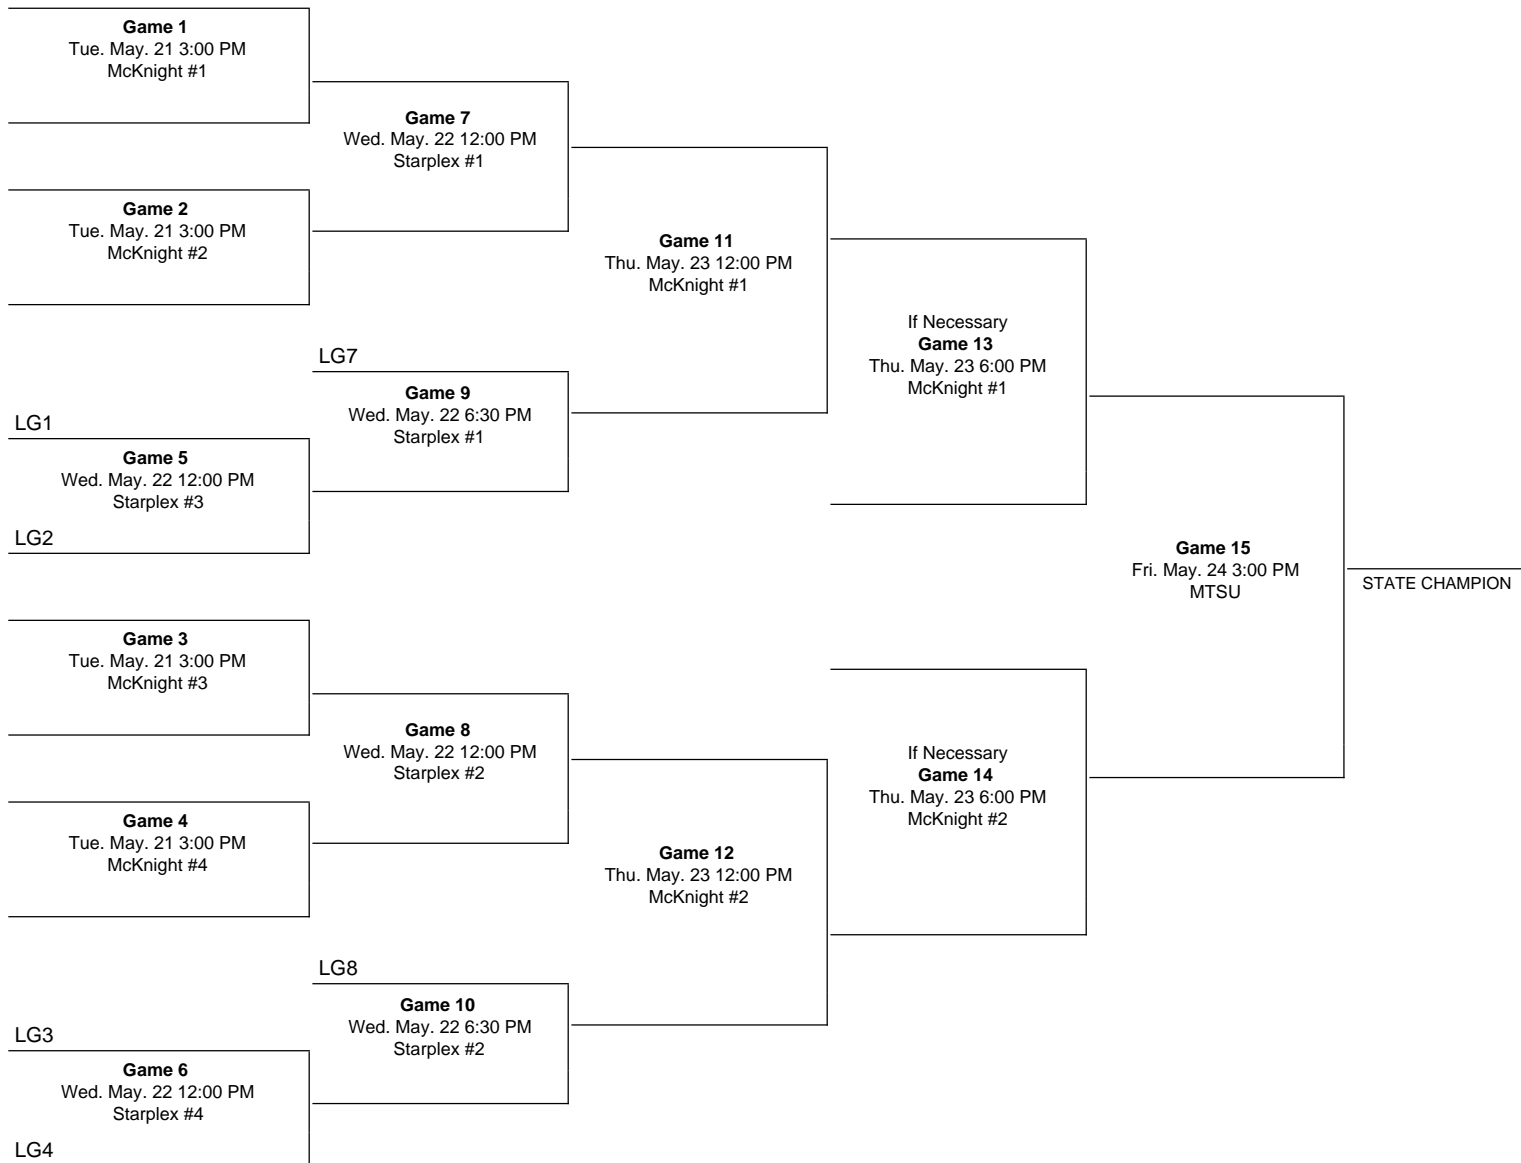 Game 1
Tue. May. 21 3:00 PM
McKnight #1
Game 7
Wed. May. 22 12:00 PM
Starplex #1
Game 2
Tue. May. 21 3:00 PM
McKnight #2
Game 11
Thu. May. 23 12:00 PM
McKnight #1
If Necessary
Game 13
Thu. May. 23 6:00 PM
McKnight #1
LG7
Game 9
Wed. May. 22 6:30 PM
Starplex #1
LG1
Game 5
Wed. May. 22 12:00 PM
Starplex #3
LG2
Game 15
Fri. May. 24 3:00 PM
MTSU
STATE CHAMPION
Game 3
Tue. May. 21 3:00 PM
McKnight #3
Game 8
Wed. May. 22 12:00 PM
Starplex #2
If Necessary
Game 14
Thu. May. 23 6:00 PM
McKnight #2
Game 4
Tue. May. 21 3:00 PM
McKnight #4
Game 12
Thu. May. 23 12:00 PM
McKnight #2
LG8
Game 10
Wed. May. 22 6:30 PM
Starplex #2
LG3
Game 6
Wed. May. 22 12:00 PM
Starplex #4
LG4